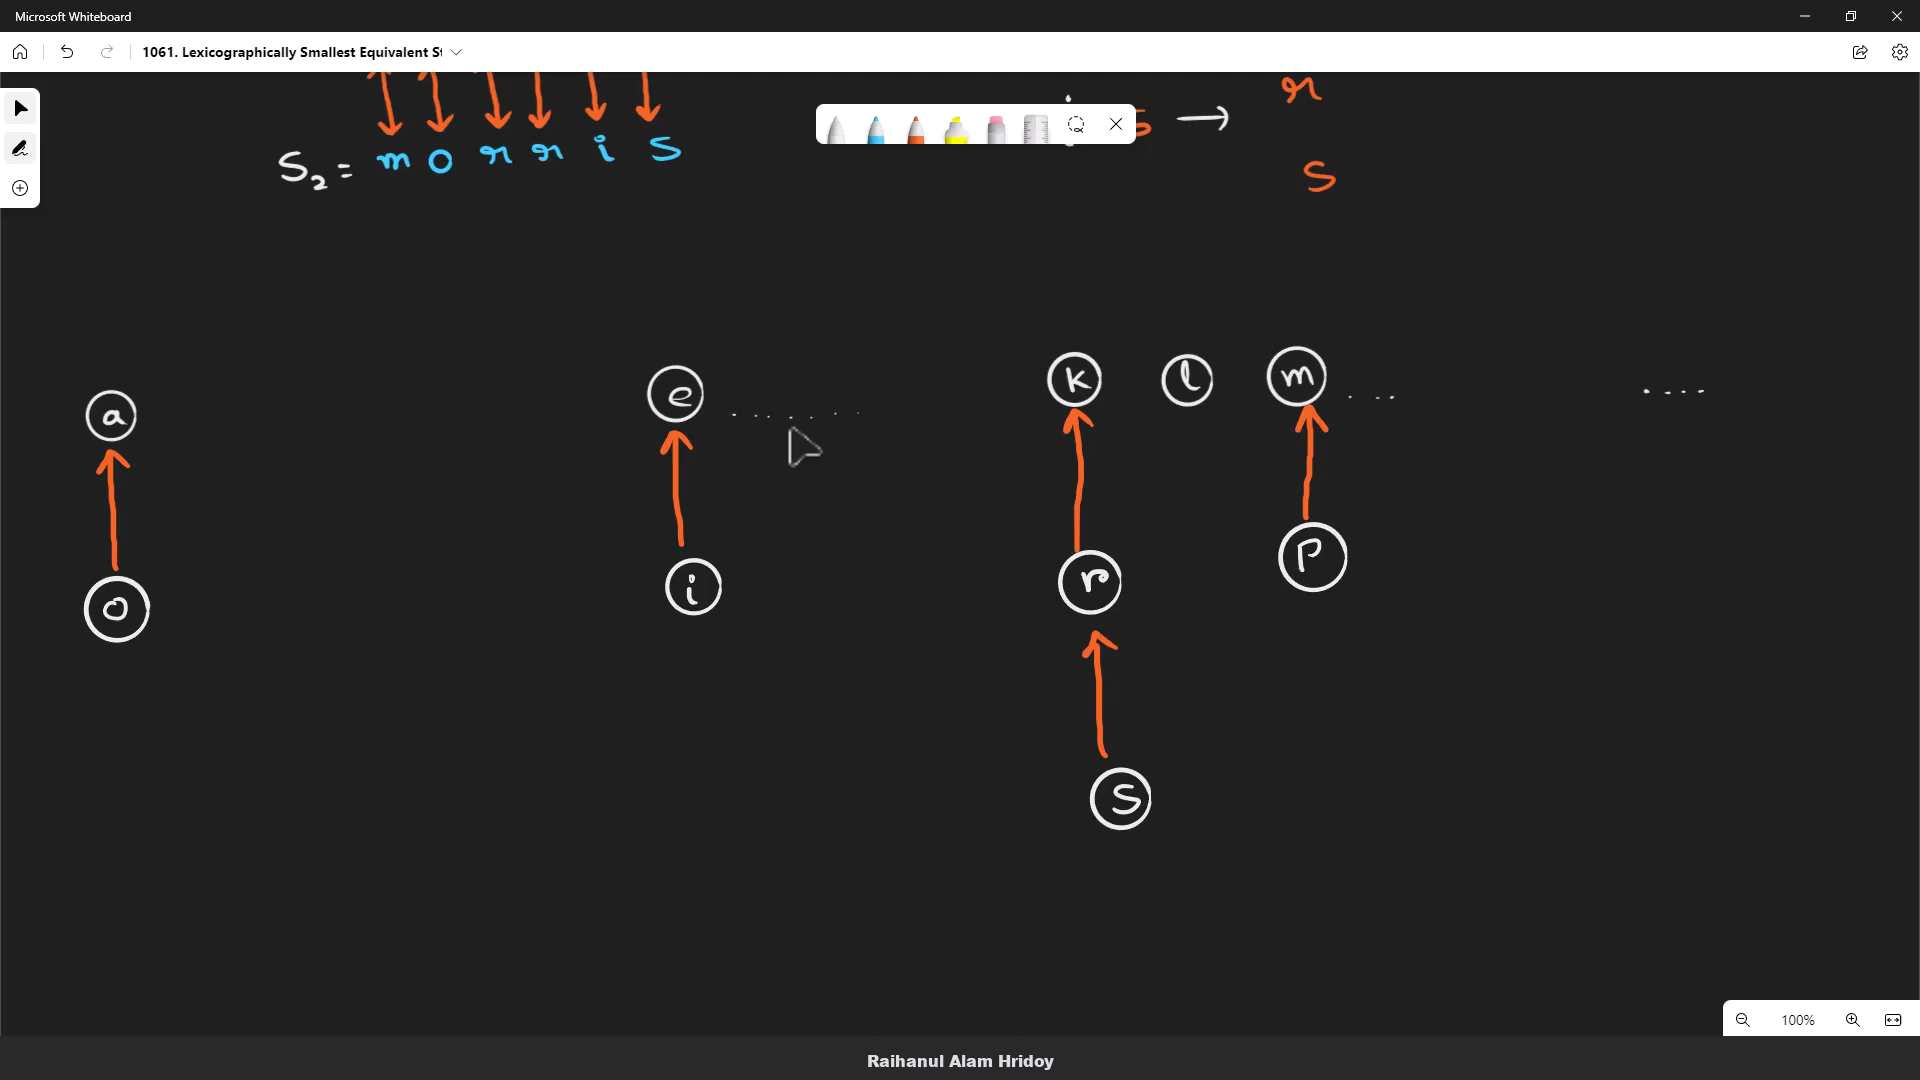 Microsoft Whiteboard
1061. Lexicographically Smallest Equivalent St
r
S
S₂ = m o r r i s
a e ....... k l m ... ....
o i r p
S
100%
Raihanul Alam Hridoy